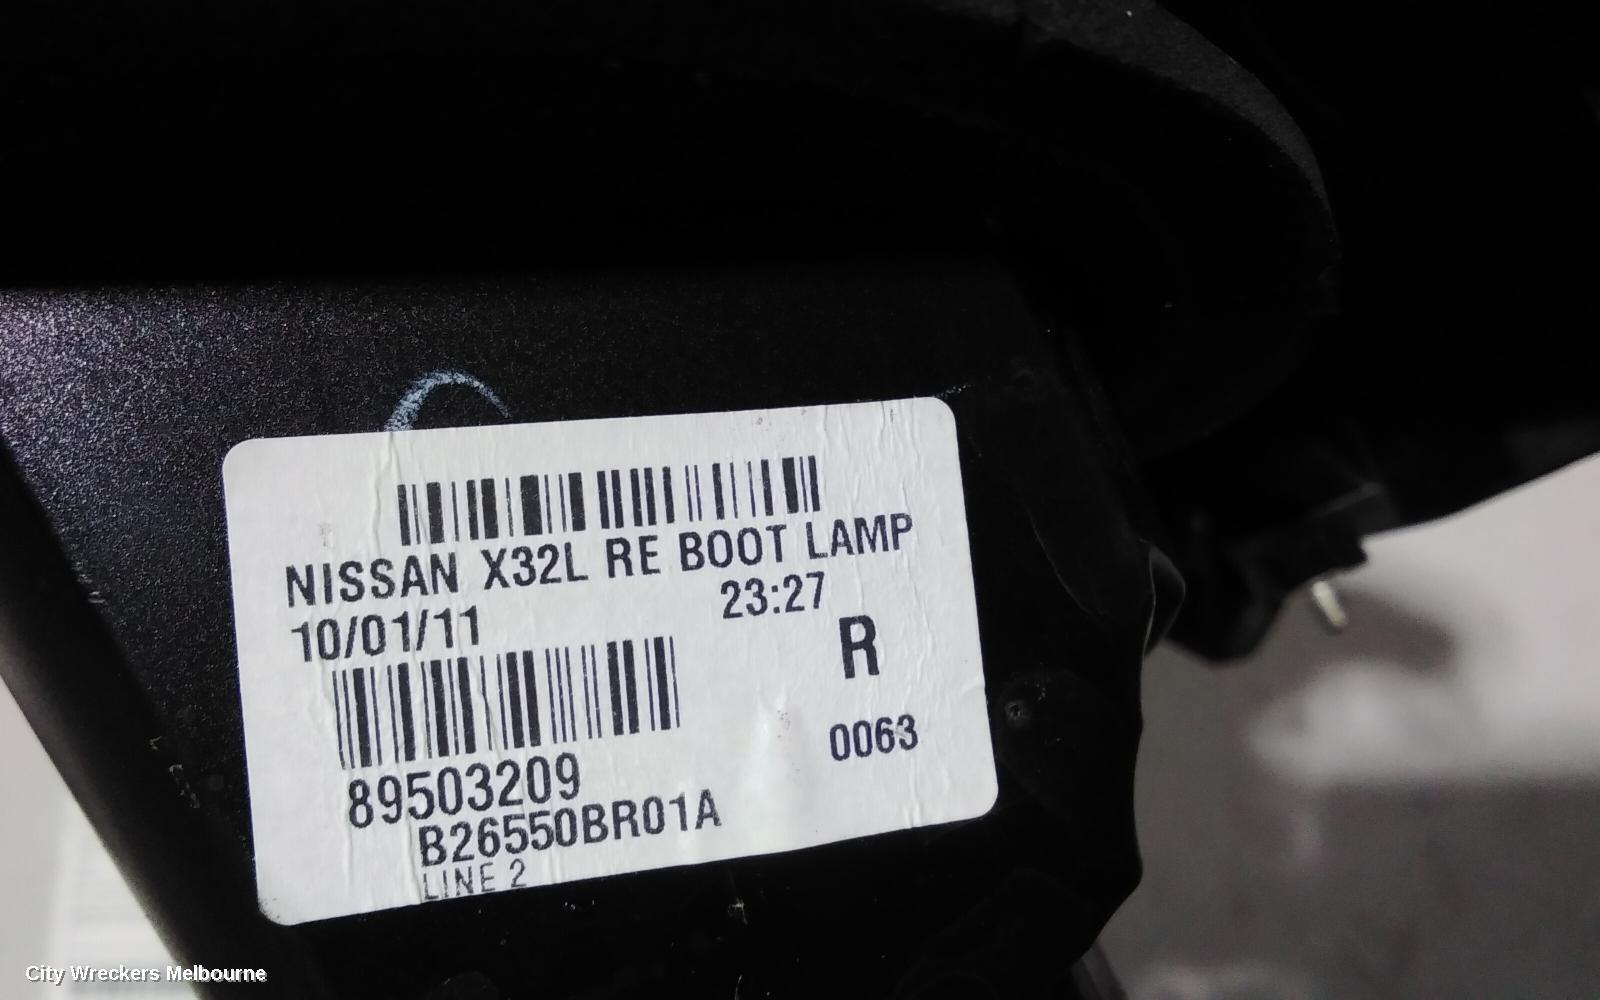 NISSAN X32L RE BOOT LAMP
10/01/11 23:27
R
0063
89503209
B26550BR01A
LINE 2
City Wreckers Melbourne